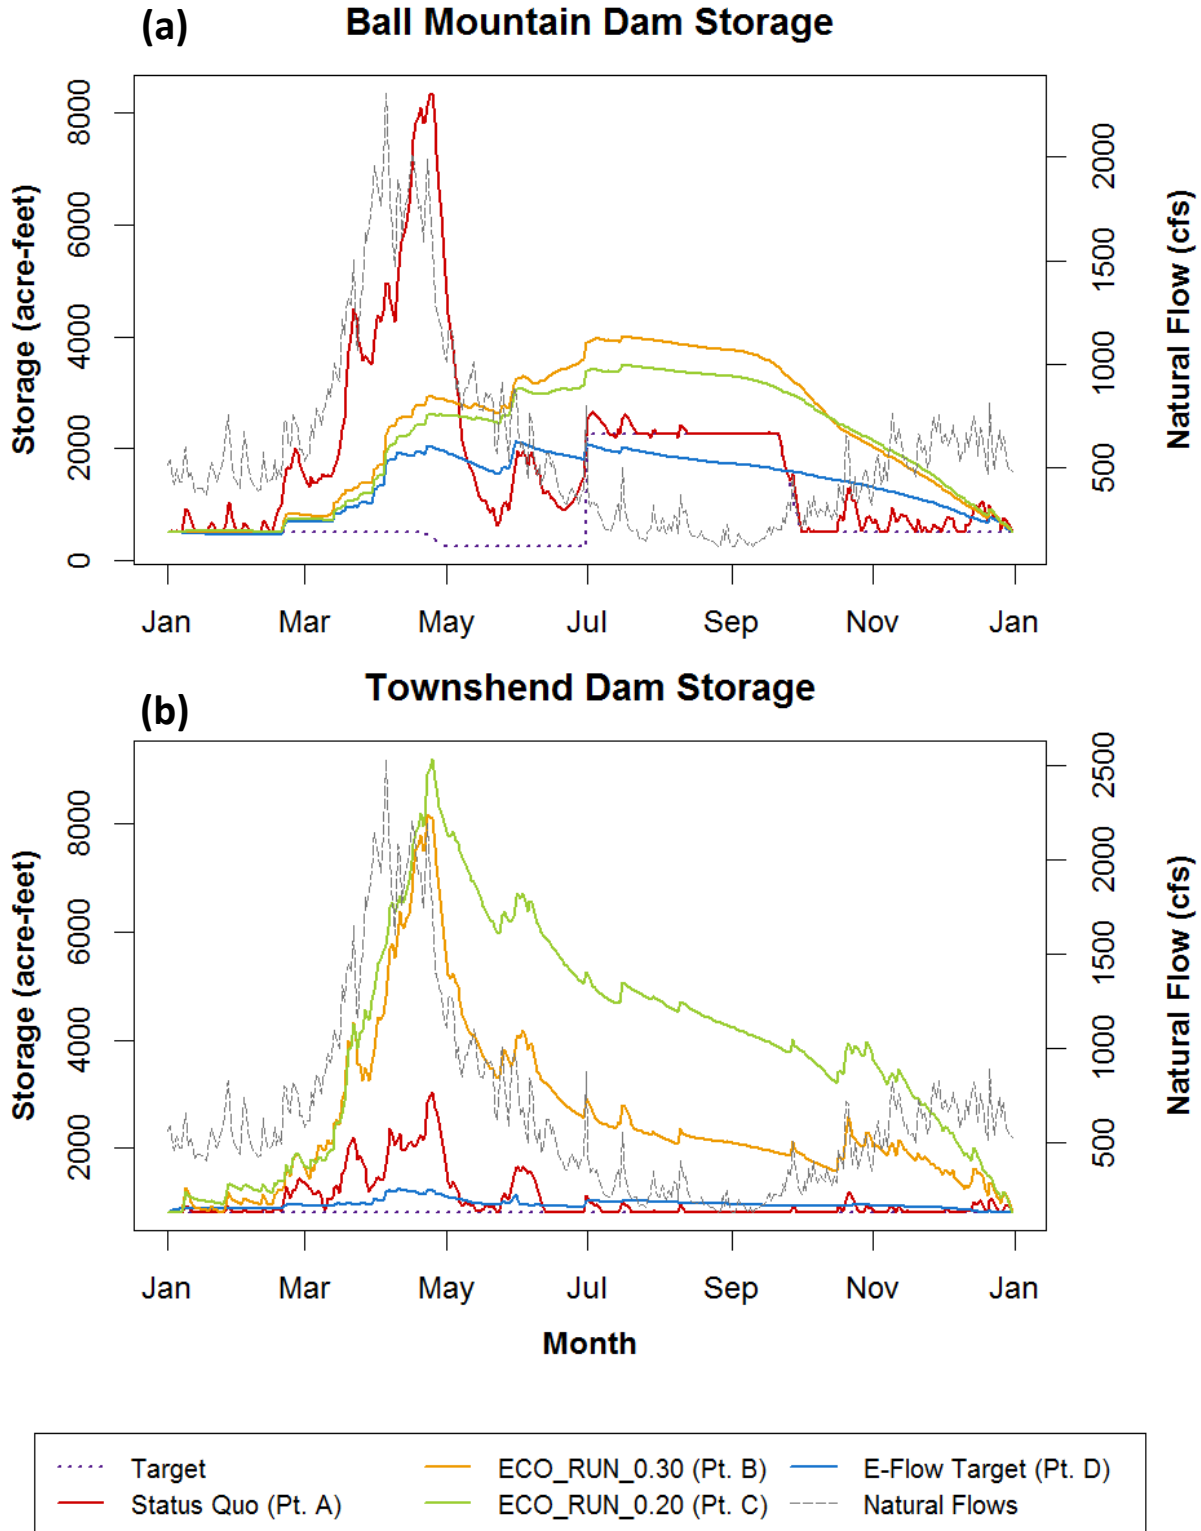 (a)
Ball Mountain Dam Storage
Storage (acre-feet)
0 2000 4000 6000 8000
Natural Flow (cfs)
500 1000 1500 2000
Jan Mar May Jul Sep Nov Jan
(b)
Townshend Dam Storage
Storage (acre-feet)
2000 4000 6000 8000
Natural Flow (cfs)
500 1000 1500 2000 2500
Jan Mar May Jul Sep Nov Jan
Month
Target ECO_RUN_0.30 (Pt. B) E-Flow Target (Pt. D)
Status Quo (Pt. A) ECO_RUN_0.20 (Pt. C) Natural Flows